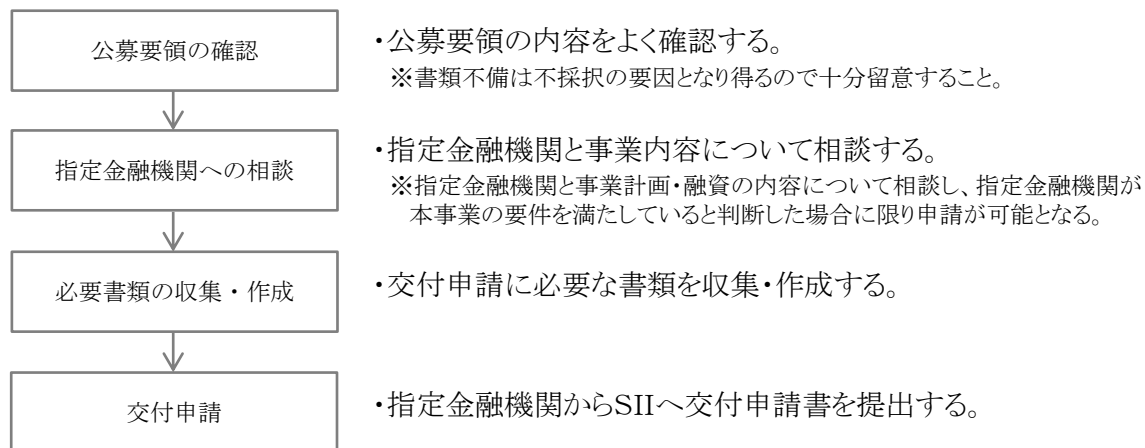 公募要領の確認
・公募要領の内容をよく確認する。
※書類不備は不採択の要因となり得るので十分留意すること。
指定金融機関への相談
・指定金融機関と事業内容について相談する。
※指定金融機関と事業計画・融資の内容について相談し、指定金融機関が
本事業の要件を満たしていると判断した場合に限り申請が可能となる。
必要書類の収集・作成
・交付申請に必要な書類を収集・作成する。
交付申請
・指定金融機関からSIIへ交付申請書を提出する。